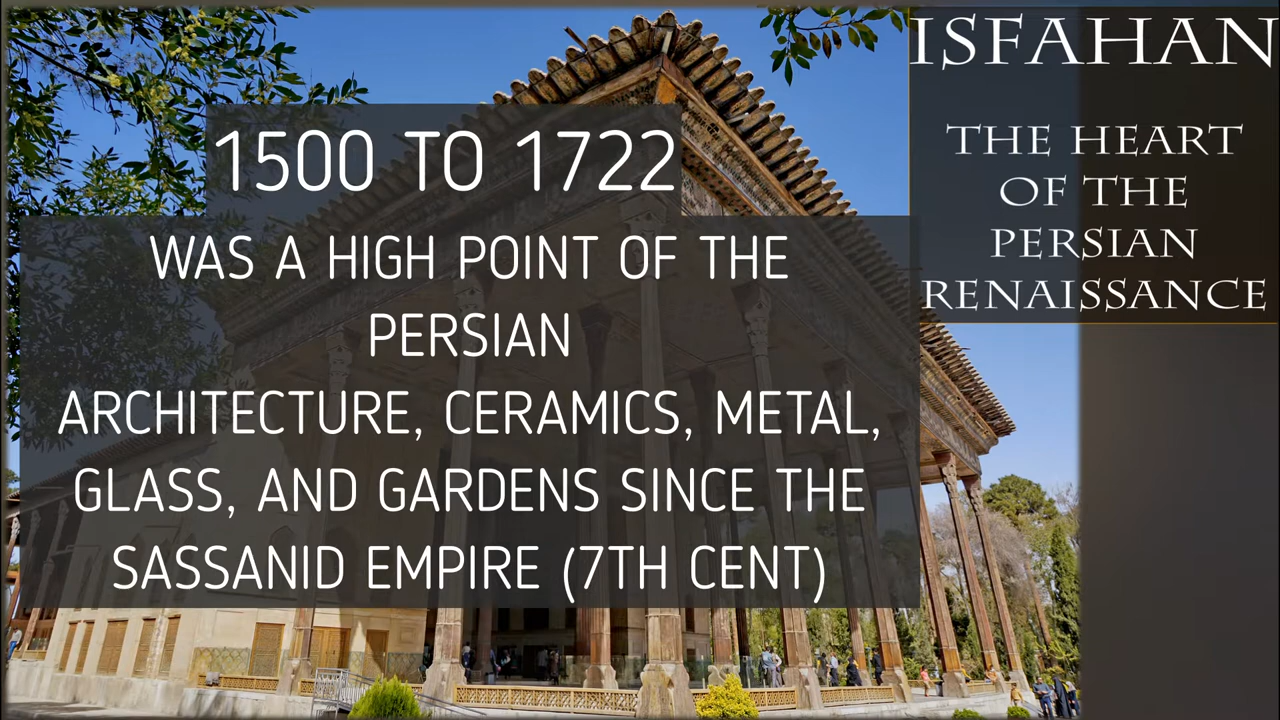 ISFAHAN
THE HEART
OF THE
PERSIAN
RENAISSANCE
1500 TO 1722
WAS A HIGH POINT OF THE
PERSIAN
ARCHITECTURE, CERAMICS, METAL,
GLASS, AND GARDENS SINCE THE
SASSANID EMPIRE (7TH CENT)